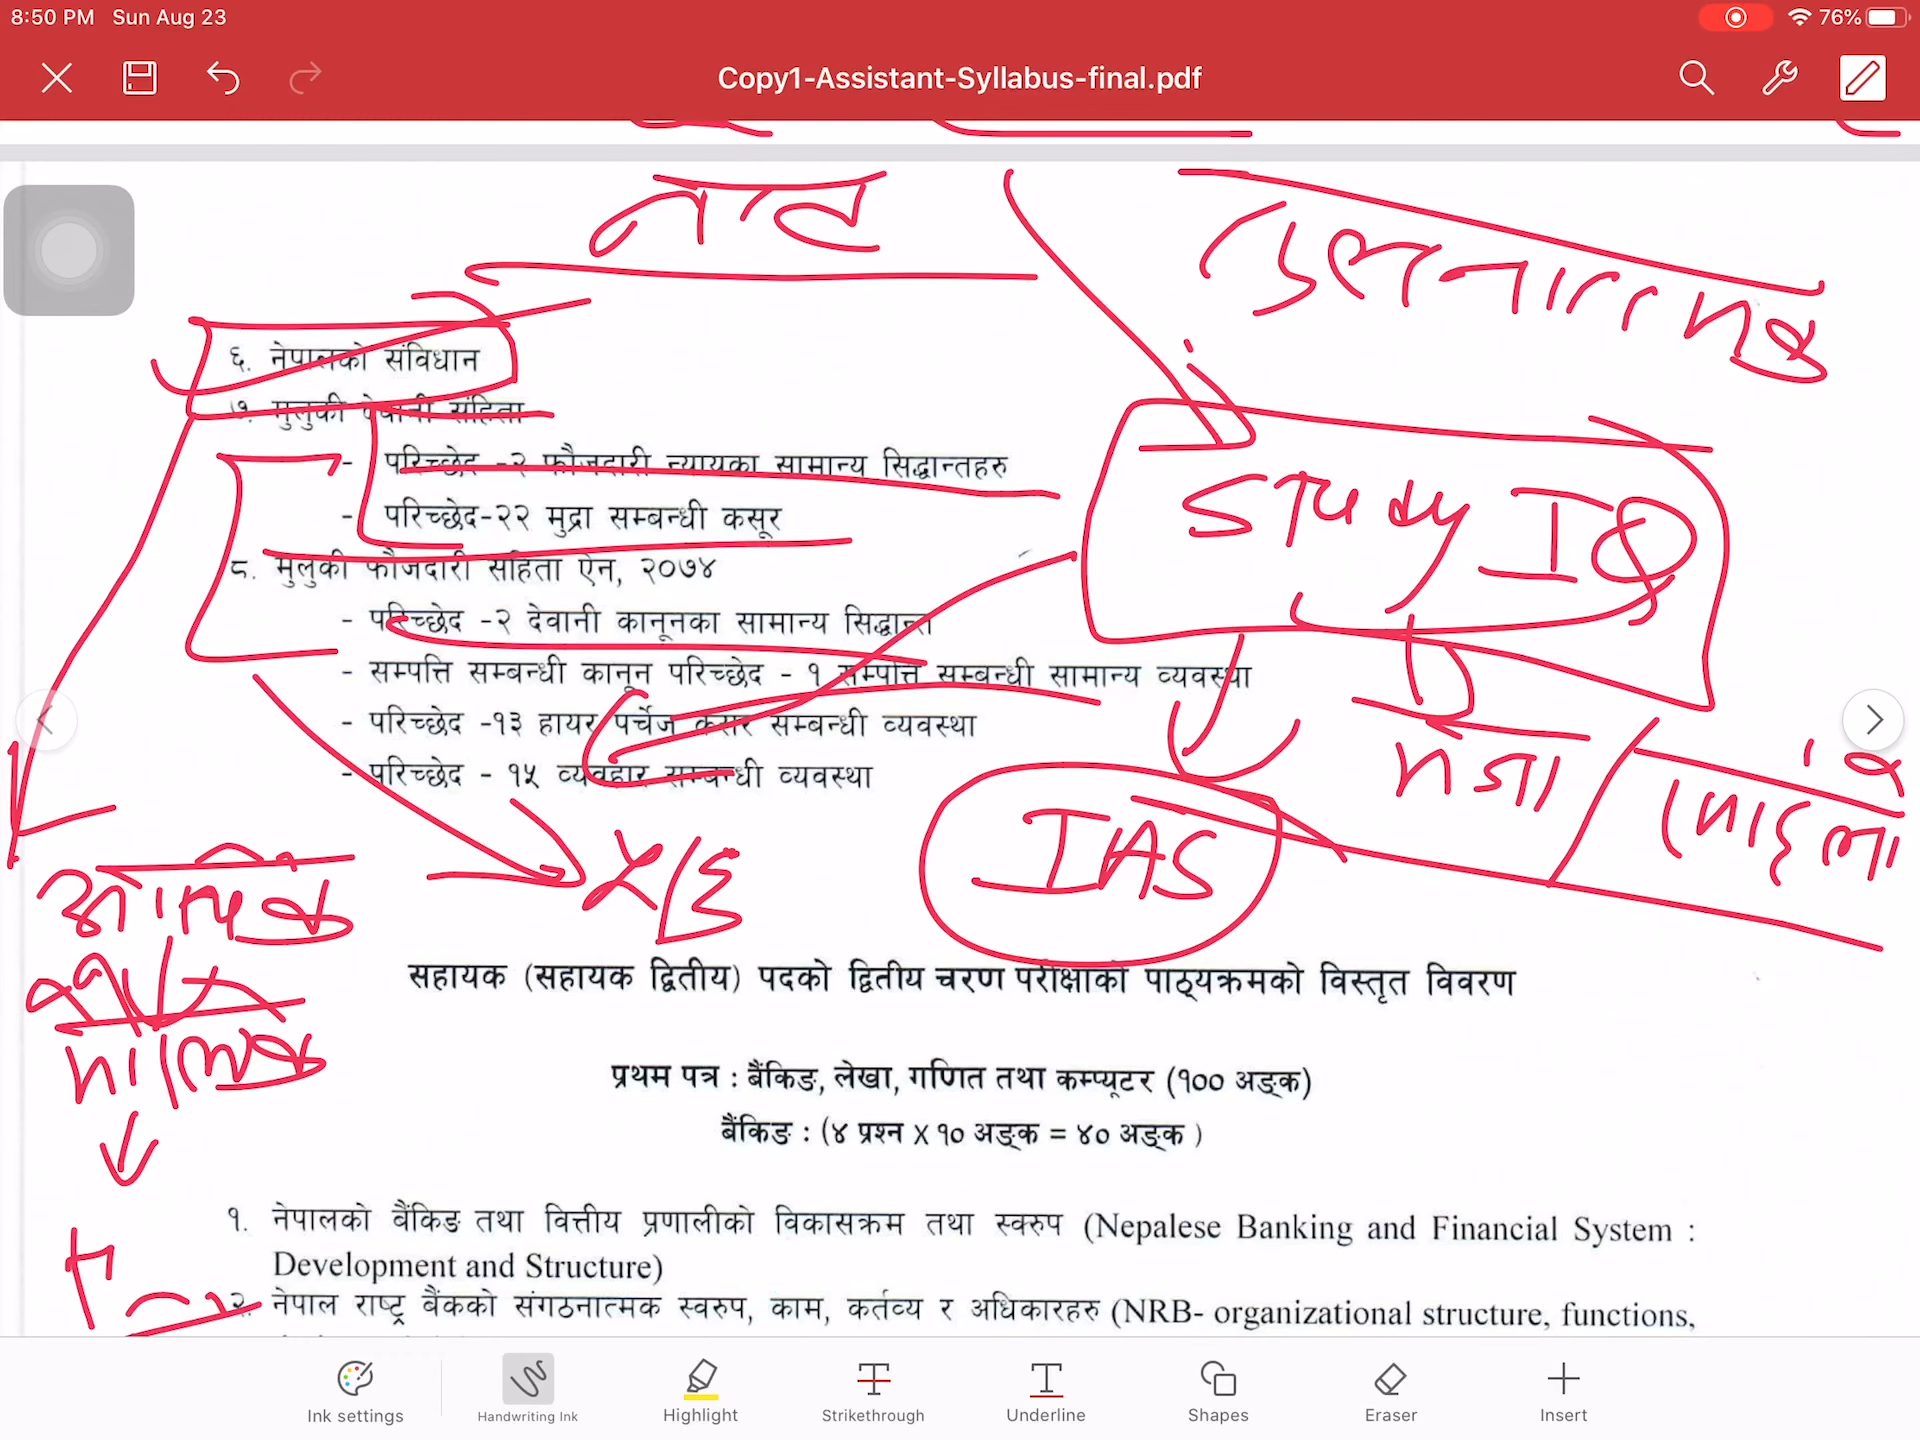 8:50 PM Sun Aug 23
76%
Copy1-Assistant-Syllabus-final.pdf
६. नेपालको संविधान
७. मुलुकी देवानी संहिता
- परिच्छेद -२ फौजदारी न्यायका सामान्य सिद्धान्तहरु
- परिच्छेद-२२ मुद्रा सम्बन्धी कसूर
८. मुलुकी फौजदारी संहिता ऐन, २०७४
- परिच्छेद -२ देवानी कानूनका सामान्य सिद्धान्त
- सम्पत्ति सम्बन्धी कानून परिच्छेद - १ सम्पत्ति सम्बन्धी सामान्य व्यवस्था
- परिच्छेद -१३ हायर पर्चेज करार सम्बन्धी व्यवस्था
- परिच्छेद - १५ व्यवहार सम्बन्धी व्यवस्था
Study IQ
IAS
५/६
सहायक (सहायक द्वितीय) पदको द्वितीय चरण परीक्षाको पाठ्यक्रमको विस्तृत विवरण
प्रथम पत्र : बैंकिङ, लेखा, गणित तथा कम्प्यूटर (१०० अङ्क)
बैंकिङ : (४ प्रश्न X १० अङ्क = ४० अङ्क )
१. नेपालको बैंकिङ तथा वित्तीय प्रणालीको विकासक्रम तथा स्वरुप (Nepalese Banking and Financial System :
Development and Structure)
२. नेपाल राष्ट्र बैंकको संगठनात्मक स्वरुप, काम, कर्तव्य र अधिकारहरु (NRB- organizational structure, functions,
Ink settings
Handwriting Ink
Highlight
Strikethrough
Underline
Shapes
Eraser
Insert